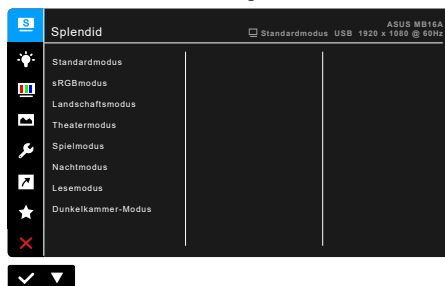 S
Splendid
ASUS MB16A
Standardmodus USB 1920 x 1080 @ 60Hz
Standardmodus
sRGBmodus
Landschaftsmodus
Theatermodus
Spielmodus
Nachtmodus
Lesemodus
Dunkelkammer-Modus